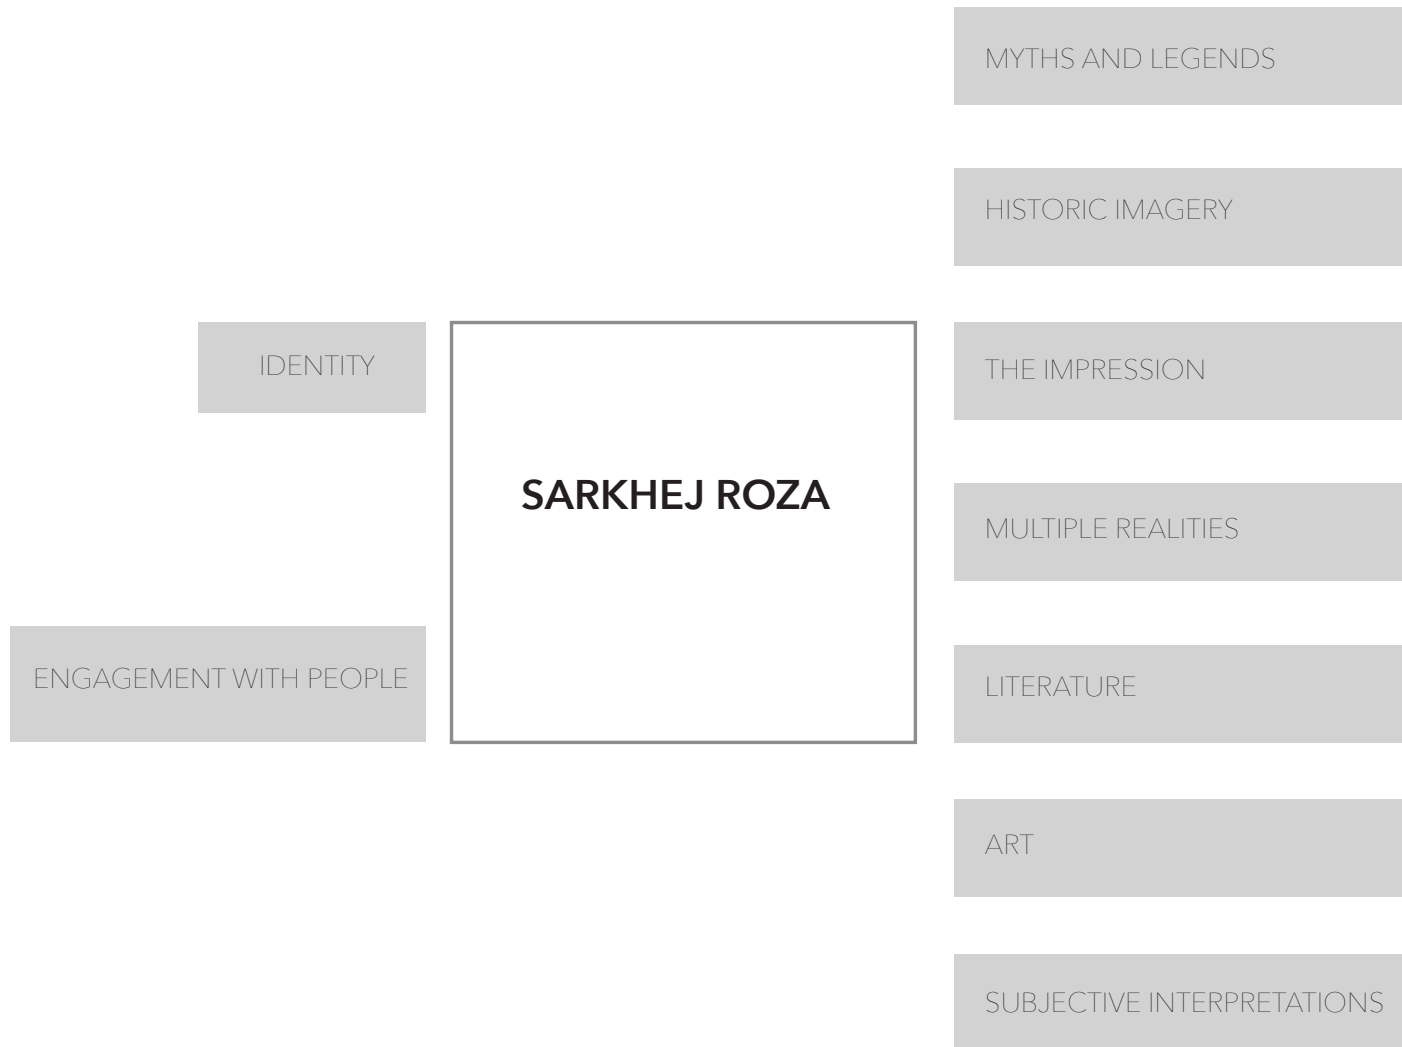 MYTHS AND LEGENDS
HISTORIC IMAGERY
IDENTITY
THE IMPRESSION
SARKHEJ ROZA
MULTIPLE REALITIES
ENGAGEMENT WITH PEOPLE
LITERATURE
ART
SUBJECTIVE INTERPRETATIONS